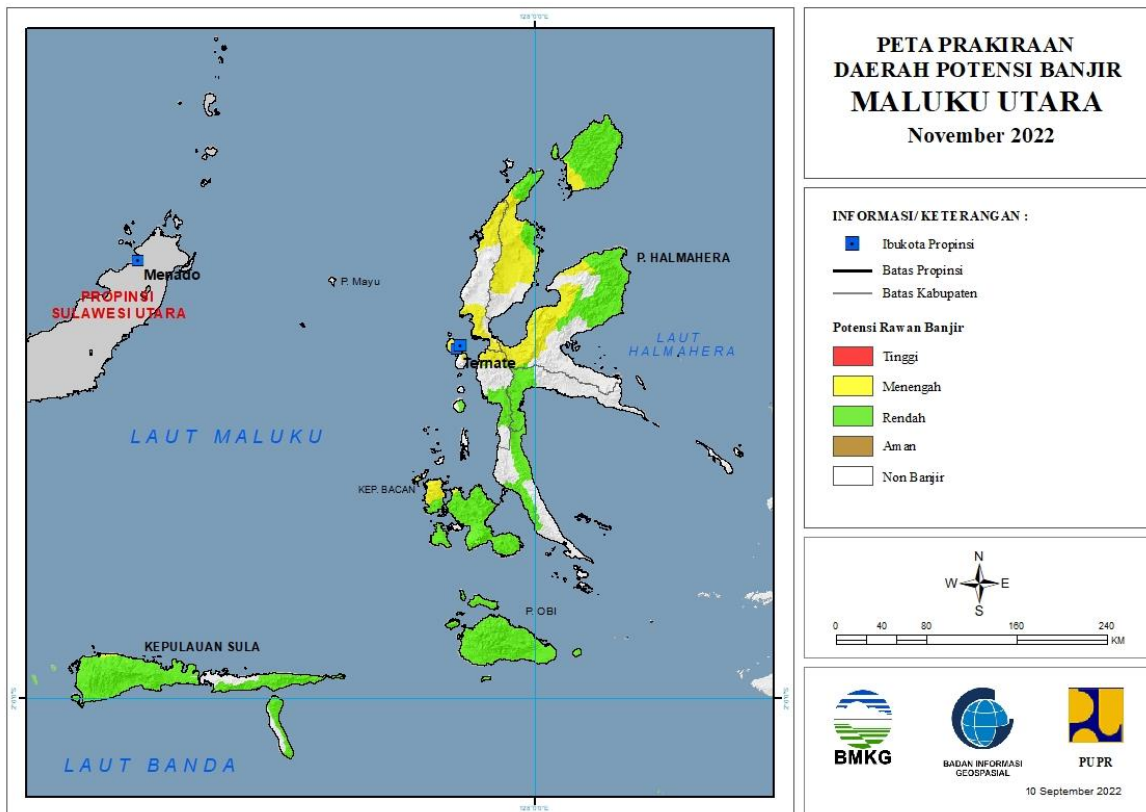 PETA PRAKIRAAN
DAERAH POTENSI BANJIR
MALUKU UTARA
November 2022
INFORMASI/ KETERANGAN :
Ibukota Propinsi
Batas Propinsi
Batas Kabupaten
Potensi Rawan Banjir
Tinggi
Menengah
Rendah
Aman
Non Banjir
N
W E
S
0 40 80 160 240
KM
BMKG
BADAN INFORMASI
GEOSPASIAL
PUPR
10 September 2022
Menado
PROPINSI
SULAWESI UTARA
P. Mayu
P. HALMAHERA
LAUT
HALMAHERA
Ternate
LAUT MALUKU
KEP. BACAN
P. OBI
KEPULAUAN SULA
LAUT BANDA